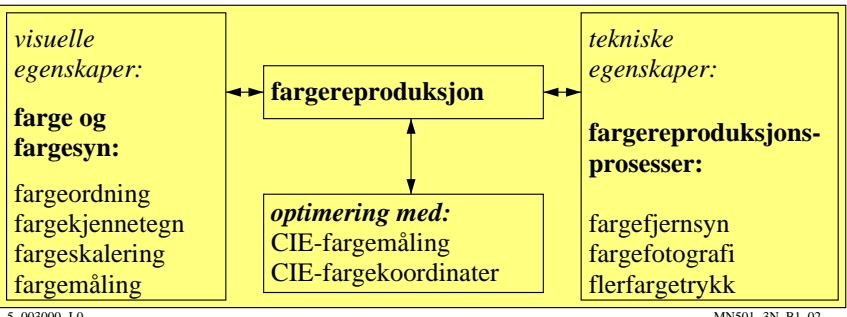 visuelle
egenskaper:
farge og
fargesyn:
fargeordning
fargekjennetegn
fargeskalering
fargemåling
fargereproduksjon
optimering med:
CIE-fargemåling
CIE-fargekoordinater
tekniske
egenskaper:
fargereproduksjons-
prosesser:
fargefjernsyn
fargefotografi
flerfargetrykk